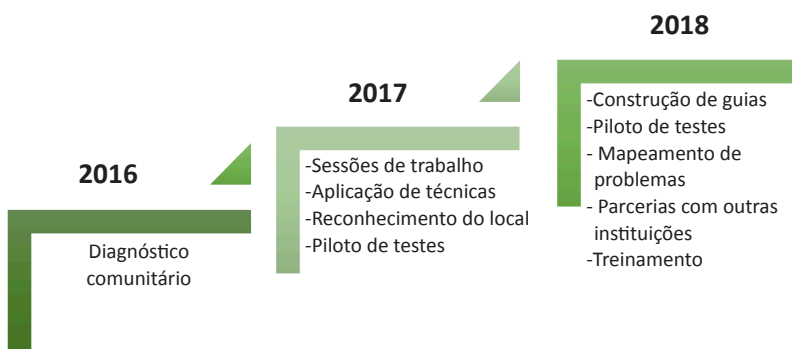 2016
Diagnóstico
comunitário
2017
-Sessões de trabalho
-Aplicação de técnicas
-Reconhecimento do local
-Piloto de testes
2018
-Construção de guias
-Piloto de testes
- Mapeamento de
problemas
- Parcerias com outras
instituições
-Treinamento